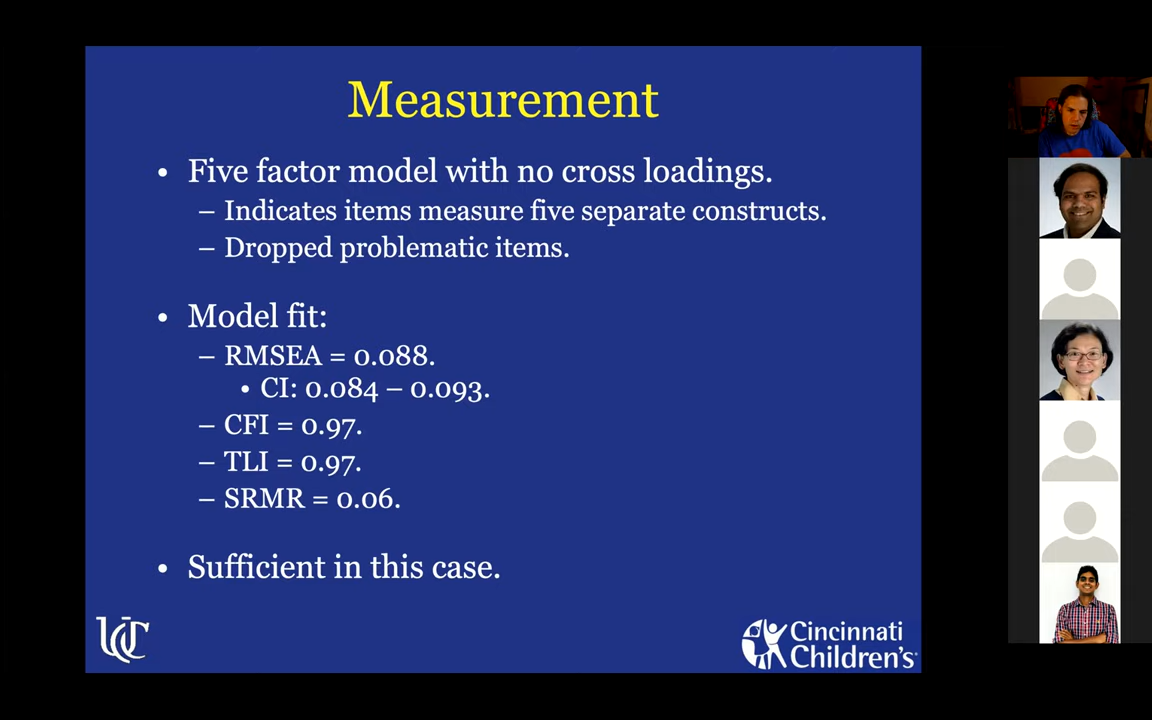 Measurement
• Five factor model with no cross loadings.
– Indicates items measure five separate constructs.
– Dropped problematic items.
• Model fit:
– RMSEA = 0.088.
• CI: 0.084 – 0.093.
– CFI = 0.97.
– TLI = 0.97.
– SRMR = 0.06.
• Sufficient in this case.
UC
Cincinnati
Children's